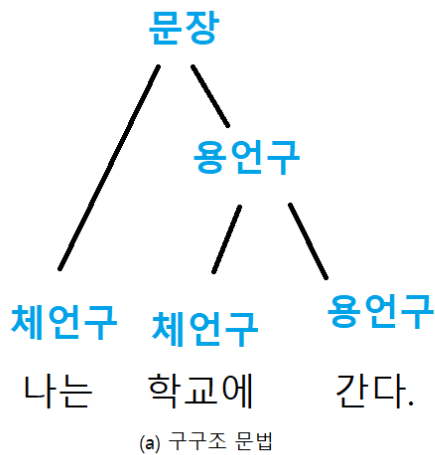 문장
용언구
체언구 체언구 용언구
나는 학교에 간다.
(a) 구구조 문법